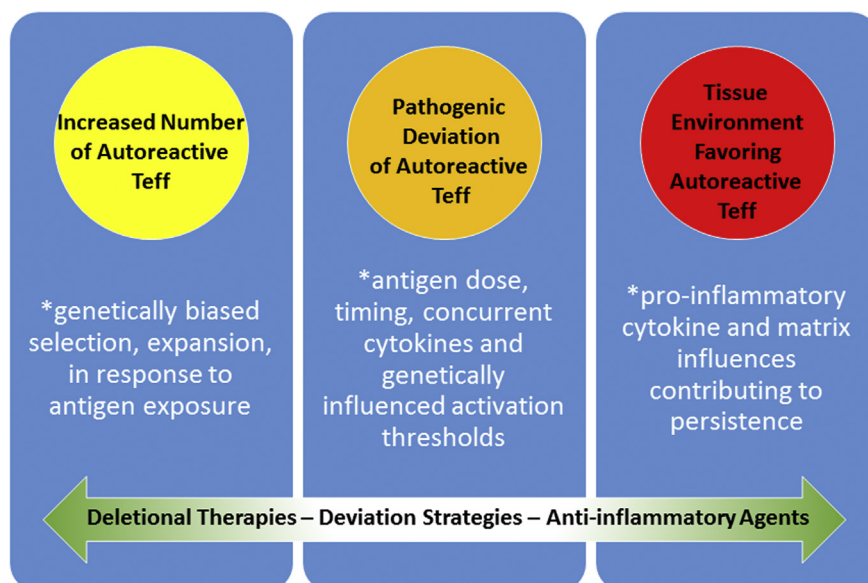 Increased Number
of Autoreactive
Teff
*genetically biased
selection, expansion,
in response to
antigen exposure
Pathogenic
Deviation
of Autoreactive
Teff
*antigen dose,
timing, concurrent
cytokines and
genetically
influenced activation
thresholds
Tissue
Environment
Favoring
Autoreactive
Teff
*pro-inflammatory
cytokine and matrix
influences
contributing to
persistence
Deletional Therapies – Deviation Strategies – Anti-inflammatory Agents